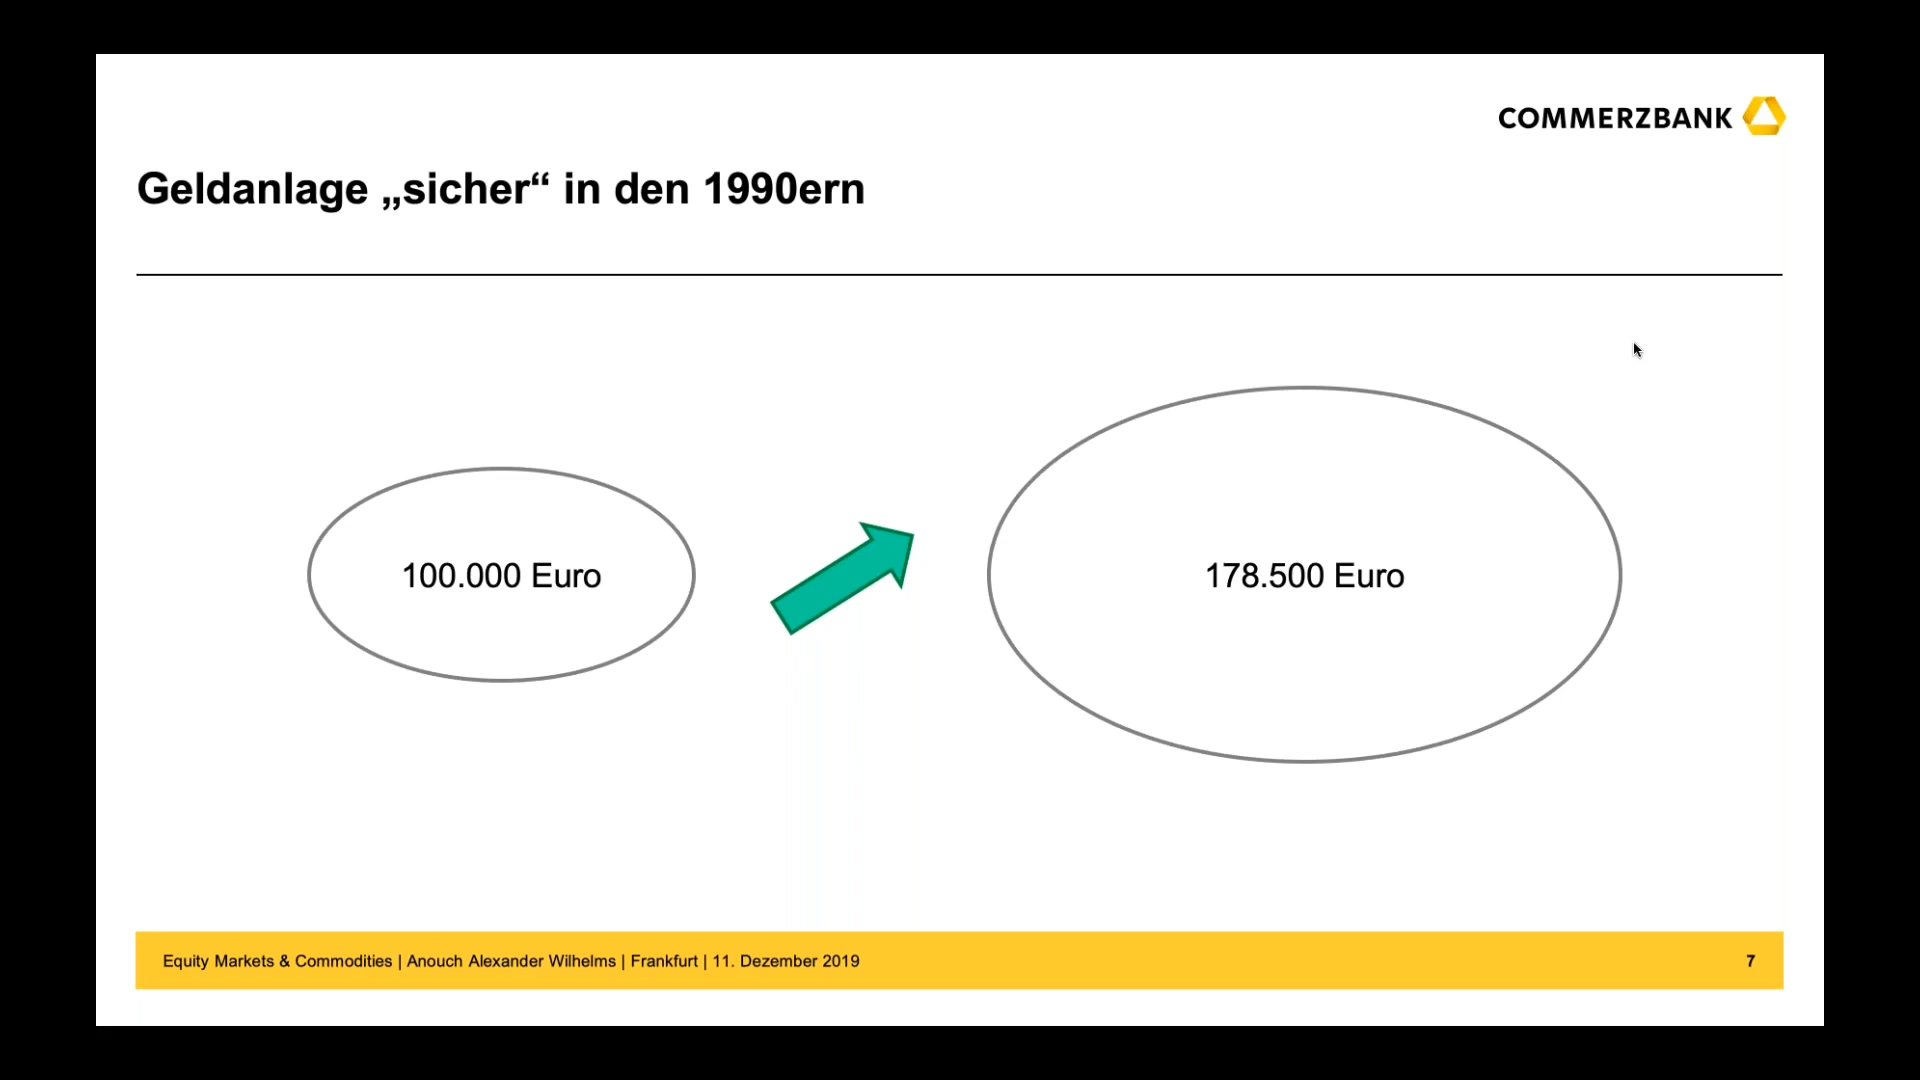 COMMERZBANK
Geldanlage „sicher“ in den 1990ern
100.000 Euro
178.500 Euro
Equity Markets & Commodities | Anouch Alexander Wilhelms | Frankfurt | 11. Dezember 2019
7